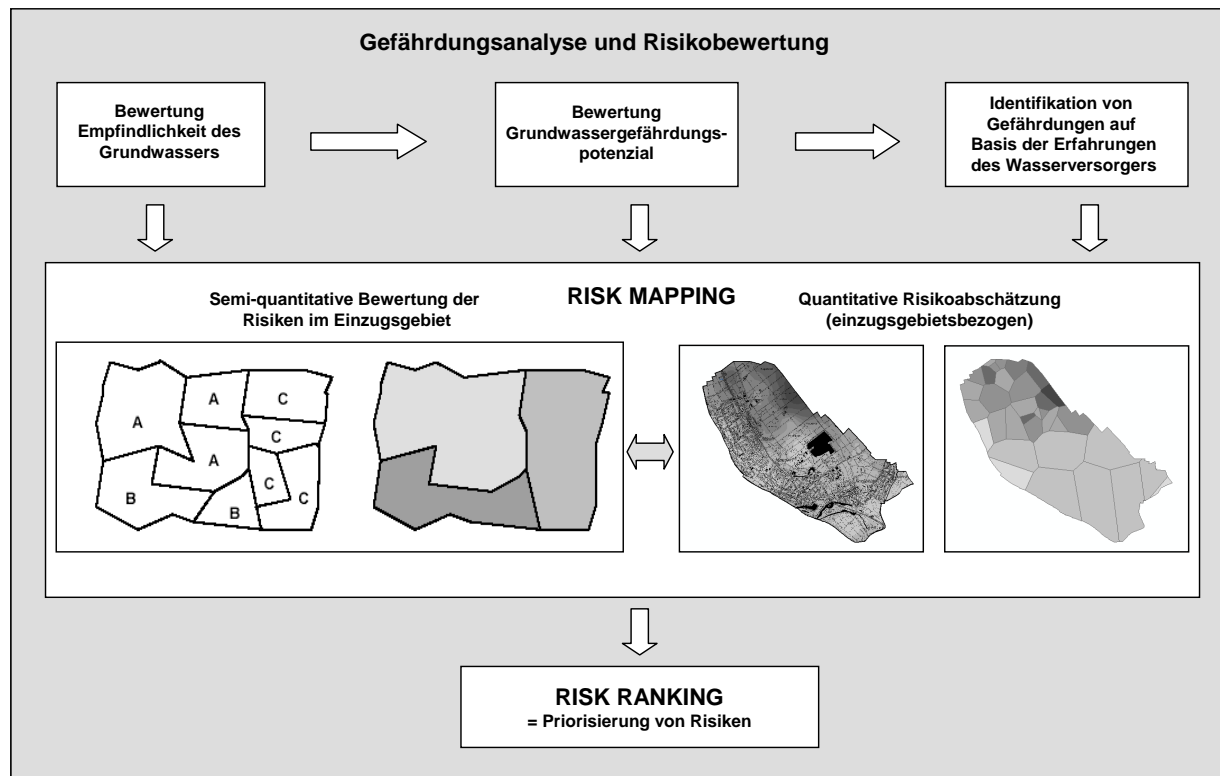 Gefährdungsanalyse und Risikobewertung
Bewertung
Empfindlichkeit des
Grundwassers
Bewertung
Grundwassergefährdungs-
potenzial
Identifikation von
Gefährdungen auf
Basis der Erfahrungen
des Wasserversorgers
RISK MAPPING
Semi-quantitative Bewertung der
Risiken im Einzugsgebiet
Quantitative Risikoabschätzung
(einzugsgebietsbezogen)
A
A
C
C
A
C
C
B
B
RISK RANKING
= Priorisierung von Risiken